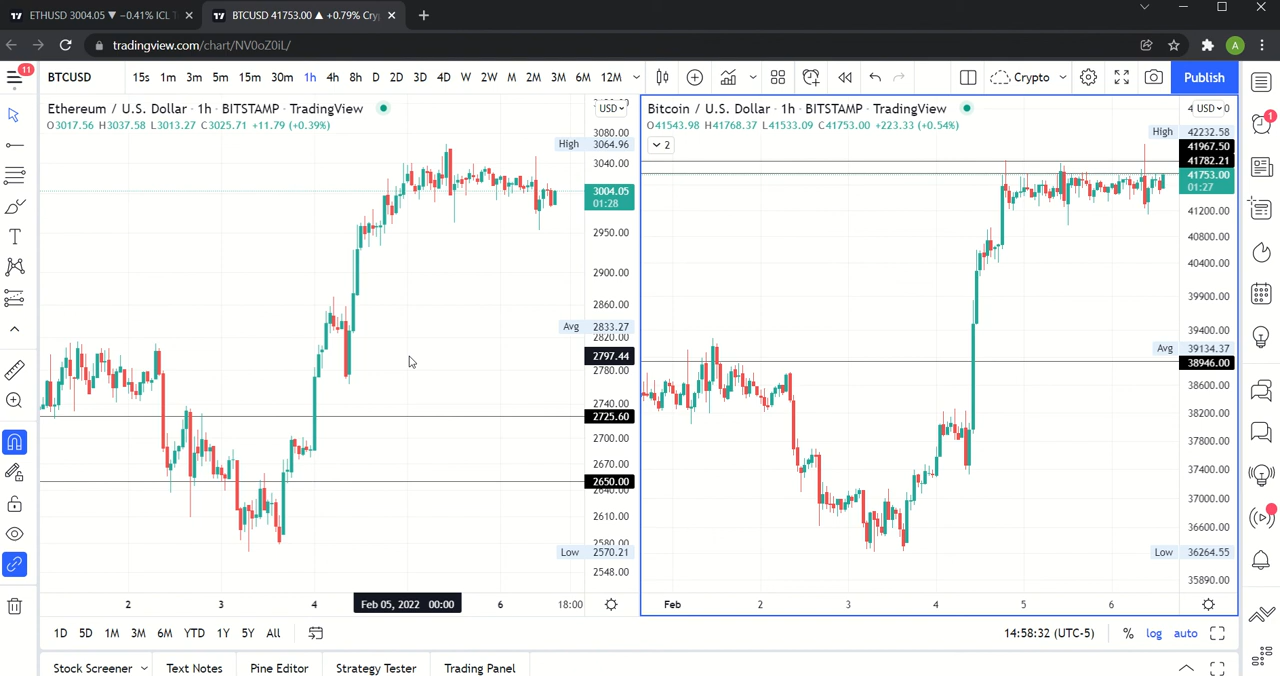 ETHUSD 3004.05 ▼ −0.41% ICL T
BTCUSD 41753.00 ▲ +0.79% Cry
tradingview.com/chart/NV0oZ0iL/
A
11
BTCUSD 15s 1m 3m 5m 15m 30m 1h 4h 8h D 2D 3D 4D W 2W M 2M 3M 6M 12M Crypto Publish
Ethereum / U.S. Dollar · 1h · BITSTAMP · TradingView
O3017.56 H3037.58 L3013.27 C3025.71 +11.79 (+0.39%)
USD
3080.00
High 3064.96
3040.00
3004.05
01:28
2950.00
2900.00
2860.00
Avg 2833.27
2820.00
2797.44
2780.00
2740.00
2725.60
2700.00
2670.00
2650.00
2640.00
2610.00
2580.00
Low 2570.21
2548.00
2 3 4 Feb 05, 2022 00:00 6 18:00
Bitcoin / U.S. Dollar · 1h · BITSTAMP · TradingView
O41543.98 H41768.37 L41533.09 C41753.00 +223.33 (+0.54%)
2
USD
High 42232.58
41967.50
41782.21
41753.00
01:27
41200.00
40800.00
40400.00
39900.00
39400.00
Avg 39134.37
38946.00
38600.00
38200.00
37800.00
37400.00
37000.00
36600.00
Low 36264.55
35890.00
Feb 2 3 4 5 6
1
1D 5D 1M 3M 6M YTD 1Y 5Y All
14:58:32 (UTC-5) % log auto
Stock Screener Text Notes Pine Editor Strategy Tester Trading Panel